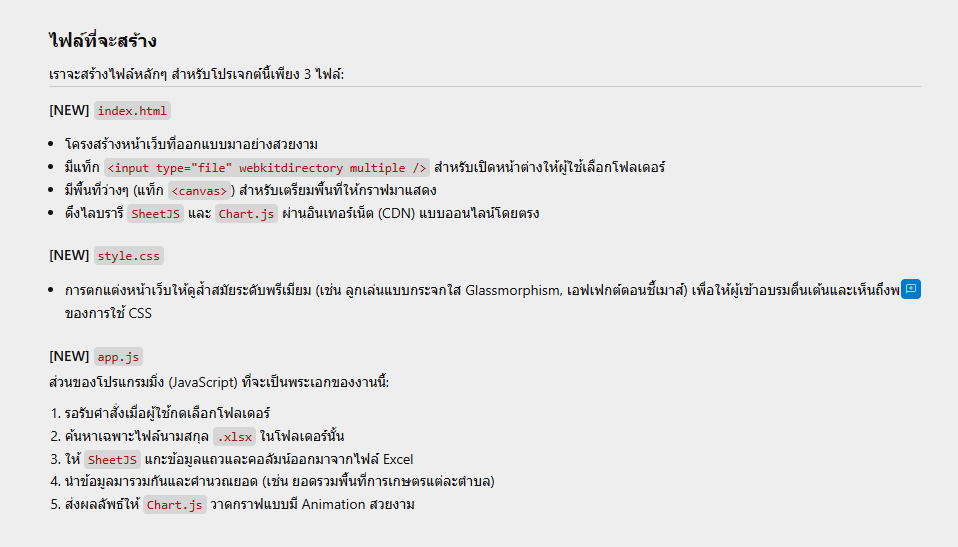 ไฟล์ที่จะสร้าง
เราจะสร้างไฟล์หลักๆ สำหรับโปรเจกต์นี้เพียง 3 ไฟล์:
[NEW] index.html
• โครงสร้างหน้าเว็บที่ออกแบบมาอย่างสวยงาม
• มีแท็ก <input type="file" webkitdirectory multiple /> สำหรับเปิดหน้าต่างให้ผู้ใช้เลือกโฟลเดอร์
• มีพื้นที่ว่างๆ (แท็ก <canvas>) สำหรับเตรียมพื้นที่ให้กราฟมาแสดง
• ดึงไลบรารี SheetJS และ Chart.js ผ่านอินเทอร์เน็ต (CDN) แบบออนไลน์โดยตรง
[NEW] style.css
• การตกแต่งหน้าเว็บให้ดูล้ำสมัยระดับพรีเมียม (เช่น ลูกเล่นแบบกระจกใส Glassmorphism, เอฟเฟกต์ตอนชี้เมาส์) เพื่อให้ผู้เข้าอบรมตื่นเต้นและเห็นถึง
ของการใช้ CSS
[NEW] app.js
ส่วนของโปรแกรมมิ่ง (JavaScript) ที่จะเป็นพระเอกของงานนี้:
1. รอรับคำสั่งเมื่อผู้ใช้กดเลือกโฟลเดอร์
2. ค้นหาเฉพาะไฟล์นามสกุล .xlsx ในโฟลเดอร์นั้น
3. ให้ SheetJS แกะข้อมูลแถวและคอลัมน์ออกมาจากไฟล์ Excel
4. นำข้อมูลมารวมกันและคำนวณยอด (เช่น ยอดรวมพื้นที่การเกษตรแต่ละตำบล)
5. ส่งผลลัพธ์ให้ Chart.js วาดกราฟแบบมี Animation สวยงาม